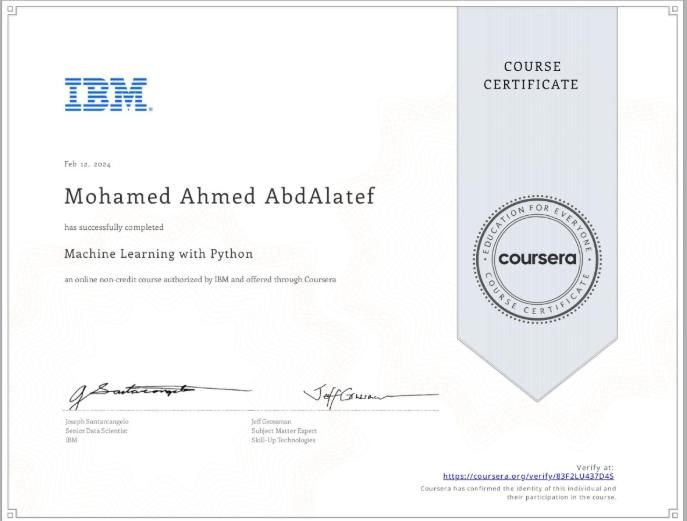 IBM
COURSE
CERTIFICATE
Feb 12, 2024
Mohamed Ahmed AbdAlatef
has successfully completed
Machine Learning with Python
an online non-credit course authorized by IBM and offered through Coursera
EDUCATION FOR EVERYONE
coursera
COURSE CERTIFICATE
Joseph Santarcangelo
Senior Data Scientist
IBM
Jeff Grossman
Subject Matter Expert
Skill-Up Technologies
Verify at:
https://coursera.org/verify/83F2LU437D4S
Coursera has confirmed the identity of this individual and
their participation in the course.